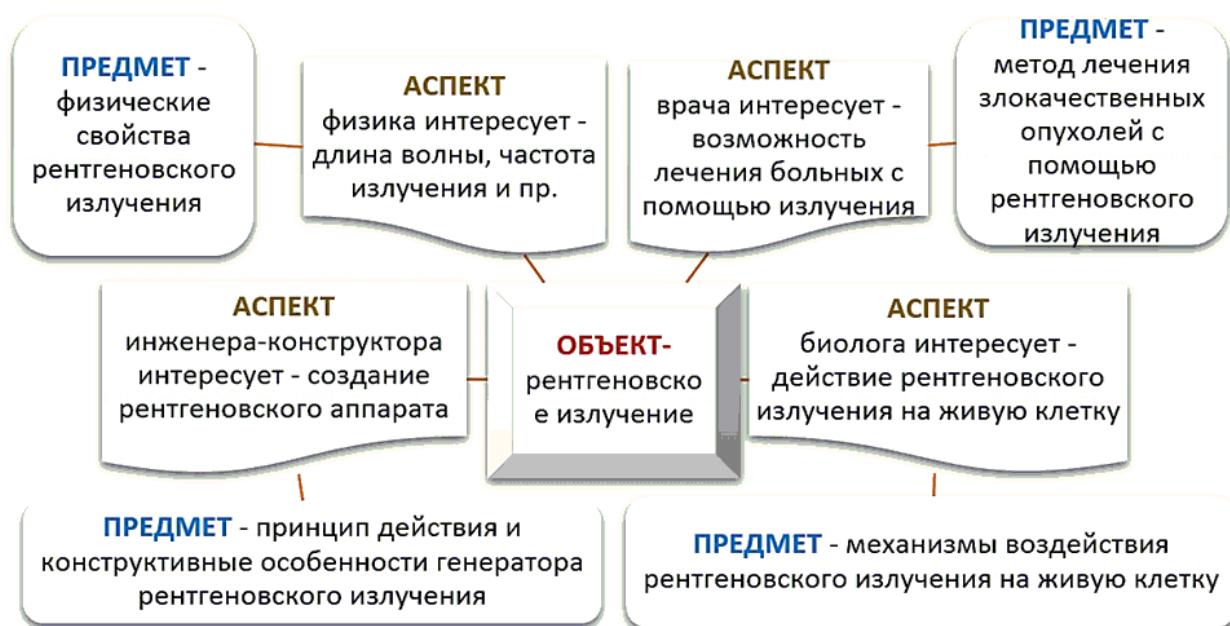 ПРЕДМЕТ -
физические
свойства
рентгеновского
излучения
АСПЕКТ
физика интересует -
длина волны, частота
излучения и пр.
АСПЕКТ
врача интересует -
возможность
лечения больных с
помощью излучения
ПРЕДМЕТ -
метод лечения
злокачественных
опухолей с
помощью
рентгеновского
излучения
АСПЕКТ
инженера-конструктора
интересует - создание
рентгеновского аппарата
ОБЪЕКТ-
рентгеновско
е излучение
АСПЕКТ
биолога интересует -
действие рентгеновского
излучения на живую клетку
ПРЕДМЕТ - принцип действия и
конструктивные особенности генератора
рентгеновского излучения
ПРЕДМЕТ - механизмы воздействия
рентгеновского излучения на живую клетку